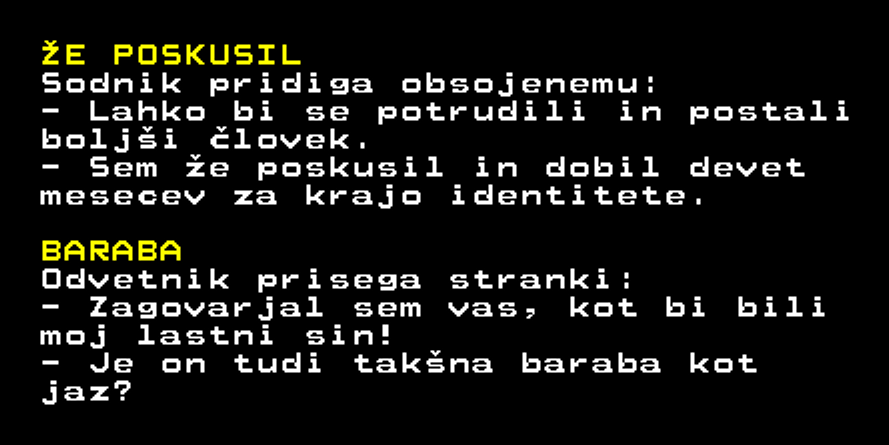 ŽE POSKUSIL
Sodnik pridiga obsojenemu:
- Lahko bi se potrudili in postali
boljši človek.
- Sem že poskusil in dobil devet
mesecev za krajo identitete.
BARABA
Odvetnik prisega stranki:
- Zagovarjal sem vas, kot bi bili
moj lastni sin!
- Je on tudi takšna baraba kot
jaz?